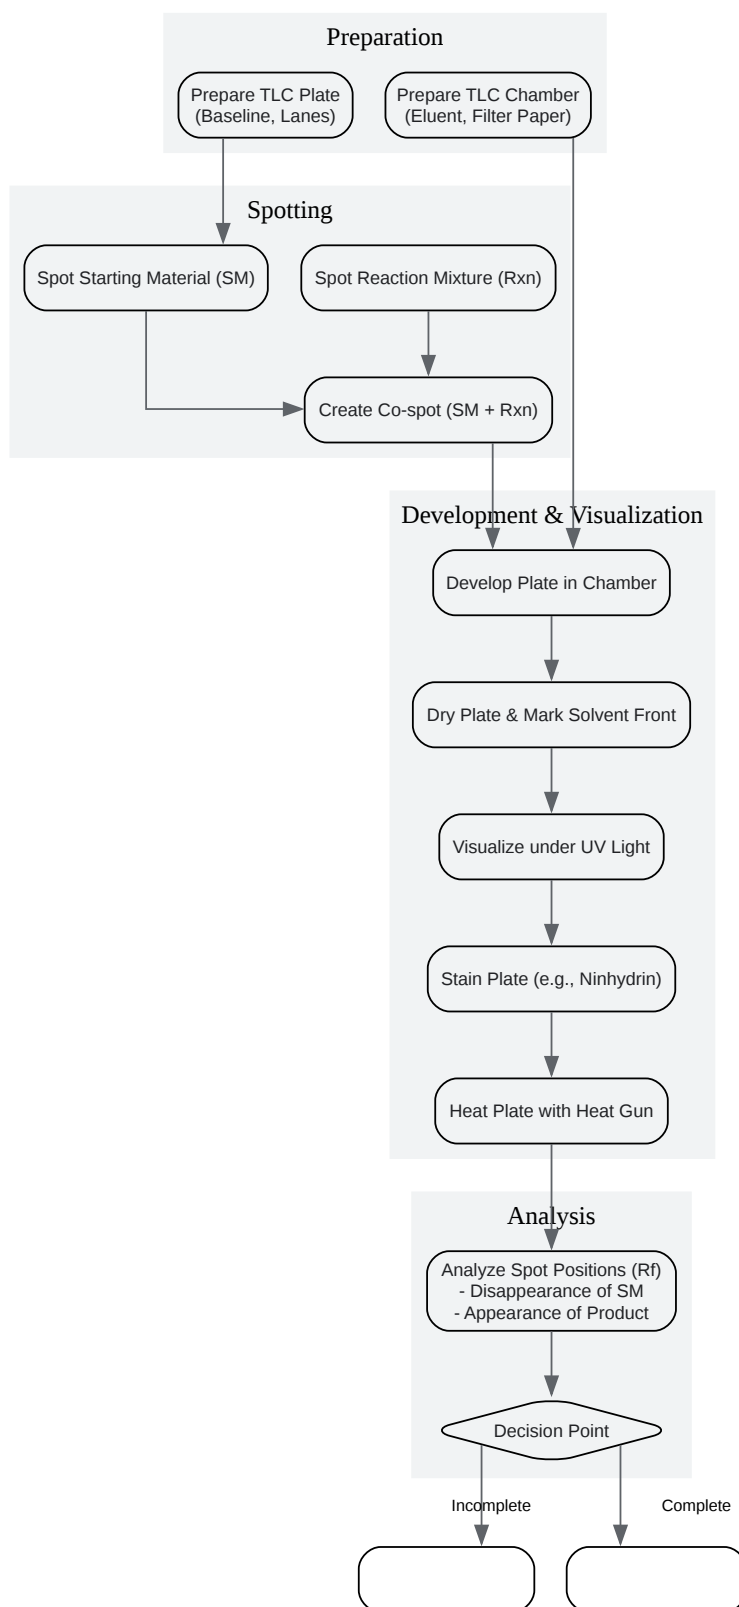 Preparation
Prepare TLC Plate
(Baseline, Lanes)
Prepare TLC Chamber
(Eluent, Filter Paper)
Spotting
Spot Starting Material (SM)
Spot Reaction Mixture (Rxn)
Create Co-spot (SM + Rxn)
Development & Visualization
Develop Plate in Chamber
Dry Plate & Mark Solvent Front
Visualize under UV Light
Stain Plate (e.g., Ninhydrin)
Heat Plate with Heat Gun
Analysis
Analyze Spot Positions (Rf)
- Disappearance of SM
- Appearance of Product
Decision Point
Incomplete
Complete